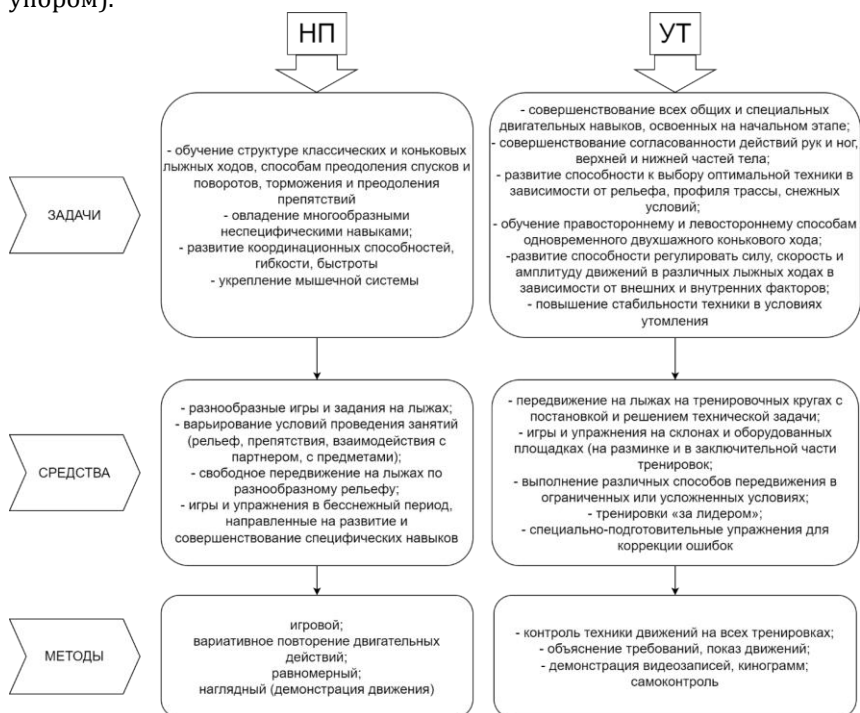 упором).
НП
УТ
ЗАДАЧИ
- обучение структуре классических и коньковых
лыжных ходов, способам преодоления спусков и
поворотов, торможения и преодоления
препятствий
- овладение многообразными
неспецифическими навыками;
- развитие координационных способностей,
гибкости, быстроты
- укрепление мышечной системы
- совершенствование всех общих и специальных
двигательных навыков, освоенных на начальном этапе;
- совершенствование согласованности действий рук и ног,
верхней и нижней частей тела;
- развитие способности к выбору оптимальной техники в
зависимости от рельефа, профиля трассы, снежных
условий;
- обучение правостороннему и левостороннему способам
одновременного двухшажного конькового хода;
-развитие способности регулировать силу, скорость и
амплитуду движений в различных лыжных ходах в
зависимости от внешних и внутренних факторов;
- повышение стабильности техники в условиях
утомления
СРЕДСТВА
- разнообразные игры и задания на лыжах;
- варьирование условий проведения занятий
(рельеф, препятствия, взаимодействия с
партнером, с предметами);
- свободное передвижение на лыжах по
разнообразному рельефу;
- игры и упражнения в бесснежный период,
направленные на развитие и
совершенствование специфических навыков
- передвижение на лыжах на тренировочных кругах с
постановкой и решением технической задачи;
- игры и упражнения на склонах и оборудованных
площадках (на разминке и в заключительной части
тренировок;
- выполнение различных способов передвижения в
ограниченных или усложненных условиях;
- тренировки «за лидером»;
- специально-подготовительные упражнения для
коррекции ошибок
МЕТОДЫ
игровой;
вариативное повторение двигательных
действий;
равномерный;
наглядный (демонстрация движения)
- контроль техники движений на всех тренировках;
- объяснение требований, показ движений;
- демонстрация видеозаписей, кинограмм;
самоконтроль